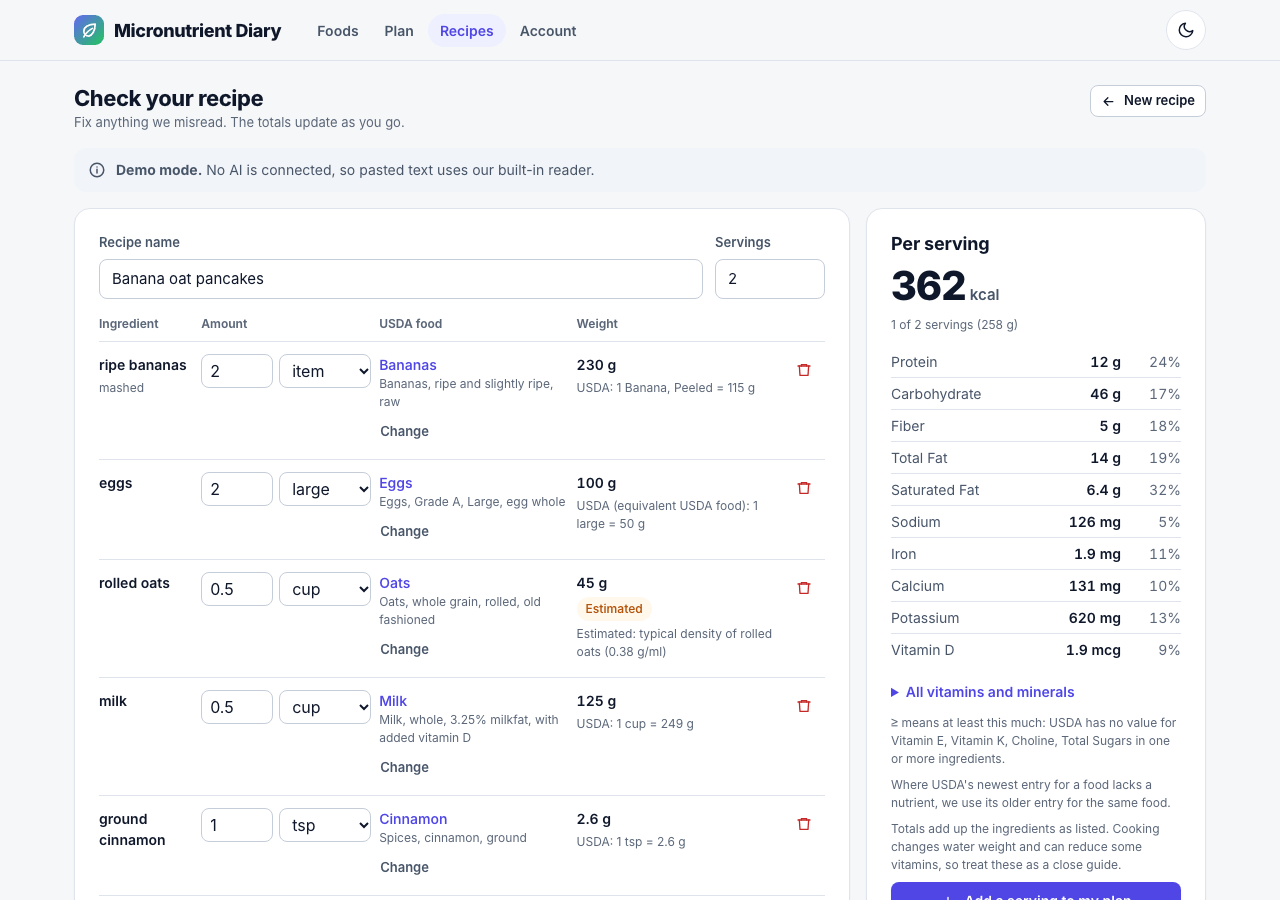 Micronutrient Diary
Foods
Plan
Recipes
Account
Check your recipe
Fix anything we misread. The totals update as you go.
New recipe
Demo mode. No AI is connected, so pasted text uses our built-in reader.
Recipe name
Servings
Banana oat pancakes
2
Ingredient
Amount
USDA food
Weight
ripe bananas
mashed
2
item
Bananas
Bananas, ripe and slightly ripe,
raw
Change
230 g
USDA: 1 Banana, Peeled = 115 g
eggs
2
large
Eggs
Eggs, Grade A, Large, egg whole
Change
100 g
USDA (equivalent USDA food): 1
large = 50 g
rolled oats
0.5
cup
Oats
Oats, whole grain, rolled, old
fashioned
Change
45 g
Estimated
Estimated: typical density of rolled
oats (0.38 g/ml)
milk
0.5
cup
Milk
Milk, whole, 3.25% milkfat, with
added vitamin D
Change
125 g
USDA: 1 cup = 249 g
ground
cinnamon
1
tsp
Cinnamon
Spices, cinnamon, ground
Change
2.6 g
USDA: 1 tsp = 2.6 g
Per serving
362 kcal
1 of 2 servings (258 g)
Protein 12 g 24%
Carbohydrate 46 g 17%
Fiber 5 g 18%
Total Fat 14 g 19%
Saturated Fat 6.4 g 32%
Sodium 126 mg 5%
Iron 1.9 mg 11%
Calcium 131 mg 10%
Potassium 620 mg 13%
Vitamin D 1.9 mcg 9%
All vitamins and minerals
≥ means at least this much: USDA has no value for
Vitamin E, Vitamin K, Choline, Total Sugars in one
or more ingredients.
Where USDA's newest entry for a food lacks a
nutrient, we use its older entry for the same food.
Totals add up the ingredients as listed. Cooking
changes water weight and can reduce some
vitamins, so treat these as a close guide.
Add a serving to my plan